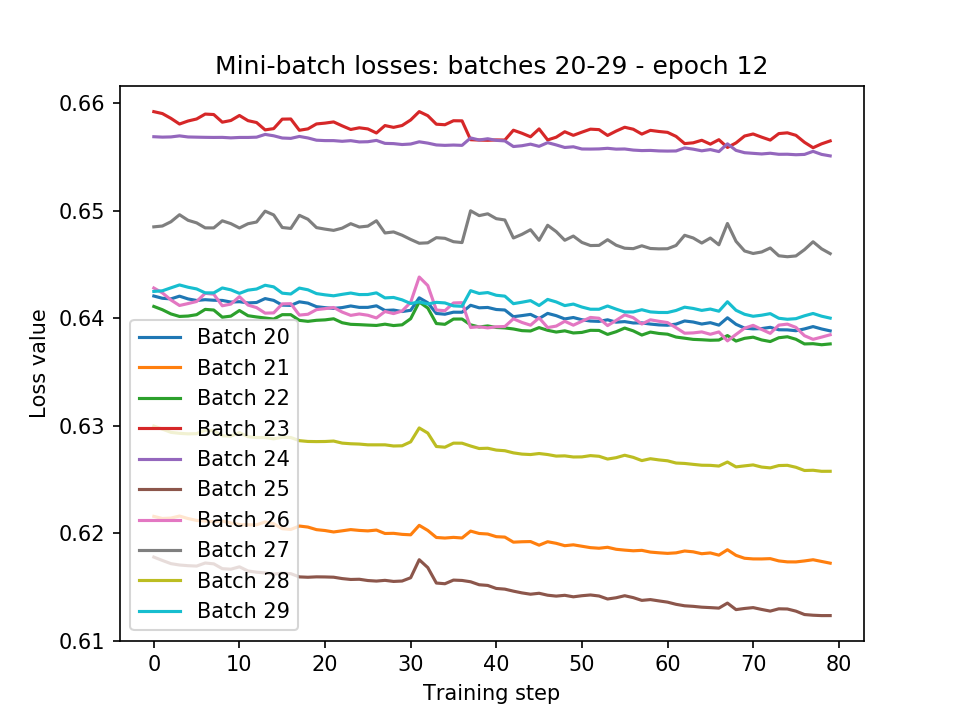 Mini-batch losses: batches 20-29 - epoch 12
0.66
0.65
0.64
0.63
0.62
0.61
Loss value
Batch 20
Batch 21
Batch 22
Batch 23
Batch 24
Batch 25
Batch 26
Batch 27
Batch 28
Batch 29
0 10 20 30 40 50 60 70 80
Training step